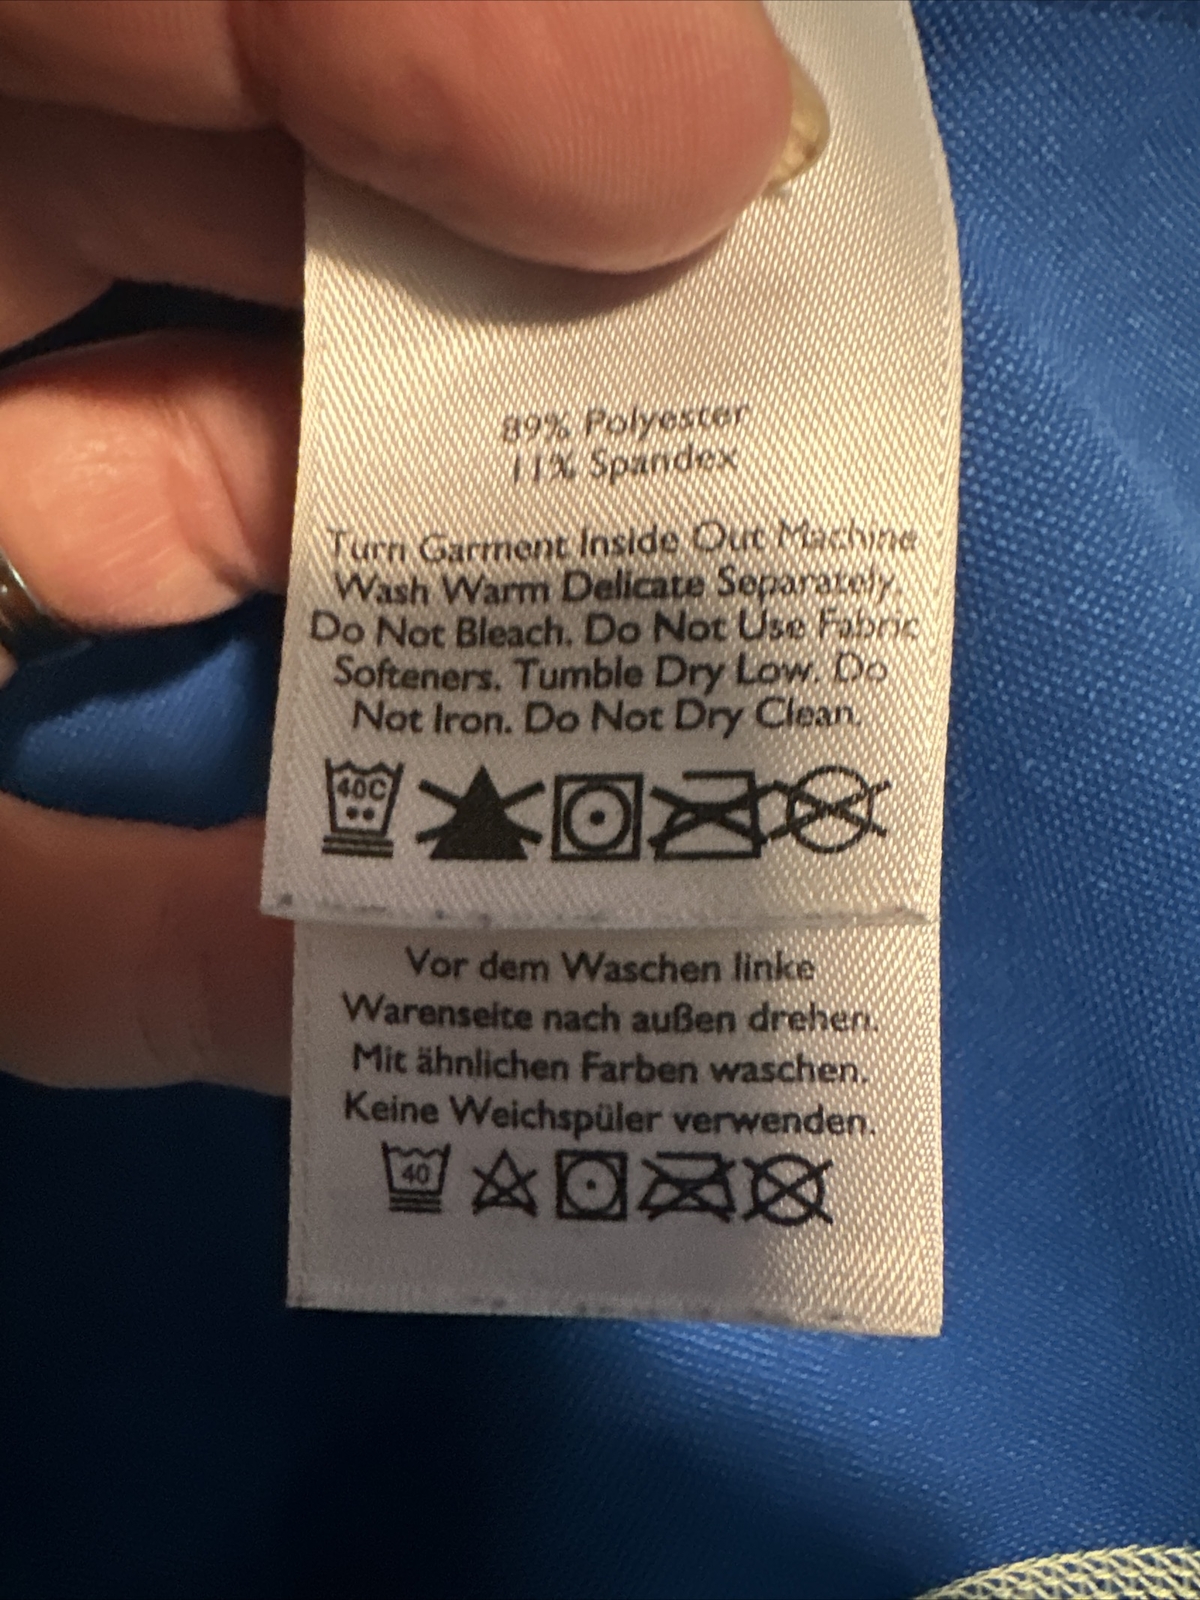 89% Polyester
11% Spandex
Turn Garment Inside Out Machine
Wash Warm Delicate Separately.
Do Not Bleach. Do Not Use Fabric
Softeners. Tumble Dry Low. Do
Not Iron. Do Not Dry Clean.
40C
Vor dem Waschen linke
Warenseite nach außen drehen.
Mit ähnlichen Farben waschen.
Keine Weichspüler verwenden.
40